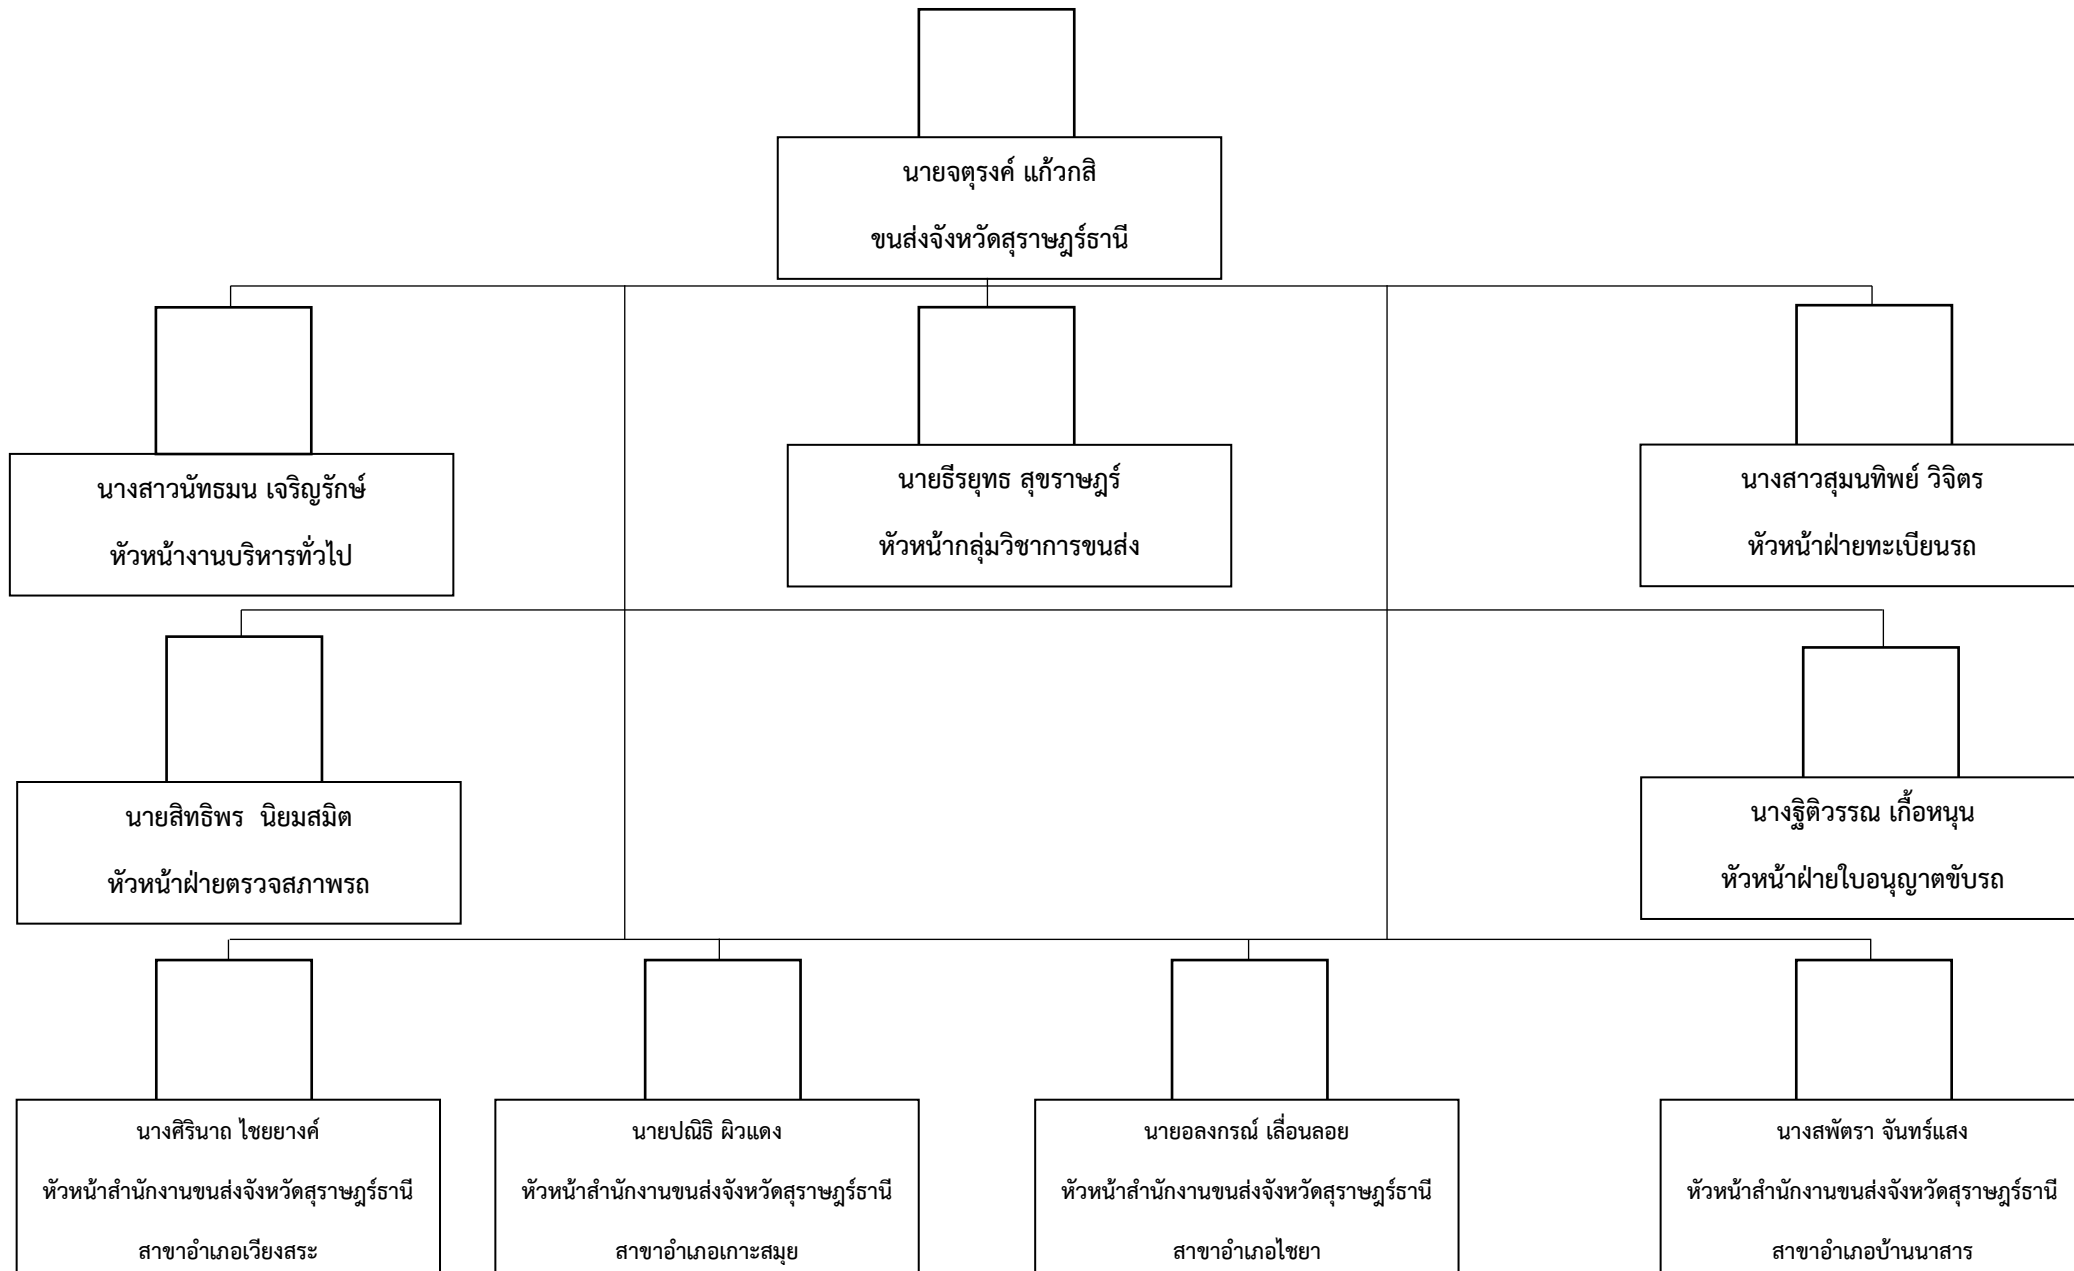 นายจตุรงค์ แก้วกสิ
ขนส่งจังหวัดสุราษฎร์ธานี
นางสาวนัทธมน เจริญรักษ์
หัวหน้างานบริหารทั่วไป
นายธีรยุทธ สุขราษฎร์
หัวหน้ากลุ่มวิชาการขนส่ง
นางสาวสุมนทิพย์ วิจิตร
หัวหน้าฝ่ายทะเบียนรถ
นายสิทธิพร  นิยมสมิต
หัวหน้าฝ่ายตรวจสภาพรถ
นางฐิติวรรณ เกื้อหนุน
หัวหน้าฝ่ายใบอนุญาตขับรถ
นางศิรินาถ ไชยยางค์
หัวหน้าสำนักงานขนส่งจังหวัดสุราษฎร์ธานี
สาขาอำเภอเวียงสระ
นายปณิธิ ผิวแดง
หัวหน้าสำนักงานขนส่งจังหวัดสุราษฎร์ธานี
สาขาอำเภอเกาะสมุย
นายอลงกรณ์ เลื่อนลอย
หัวหน้าสำนักงานขนส่งจังหวัดสุราษฎร์ธานี
สาขาอำเภอไชยา
นางสพัตรา จันทร์แสง
หัวหน้าสำนักงานขนส่งจังหวัดสุราษฎร์ธานี
สาขาอำเภอบ้านนาสาร